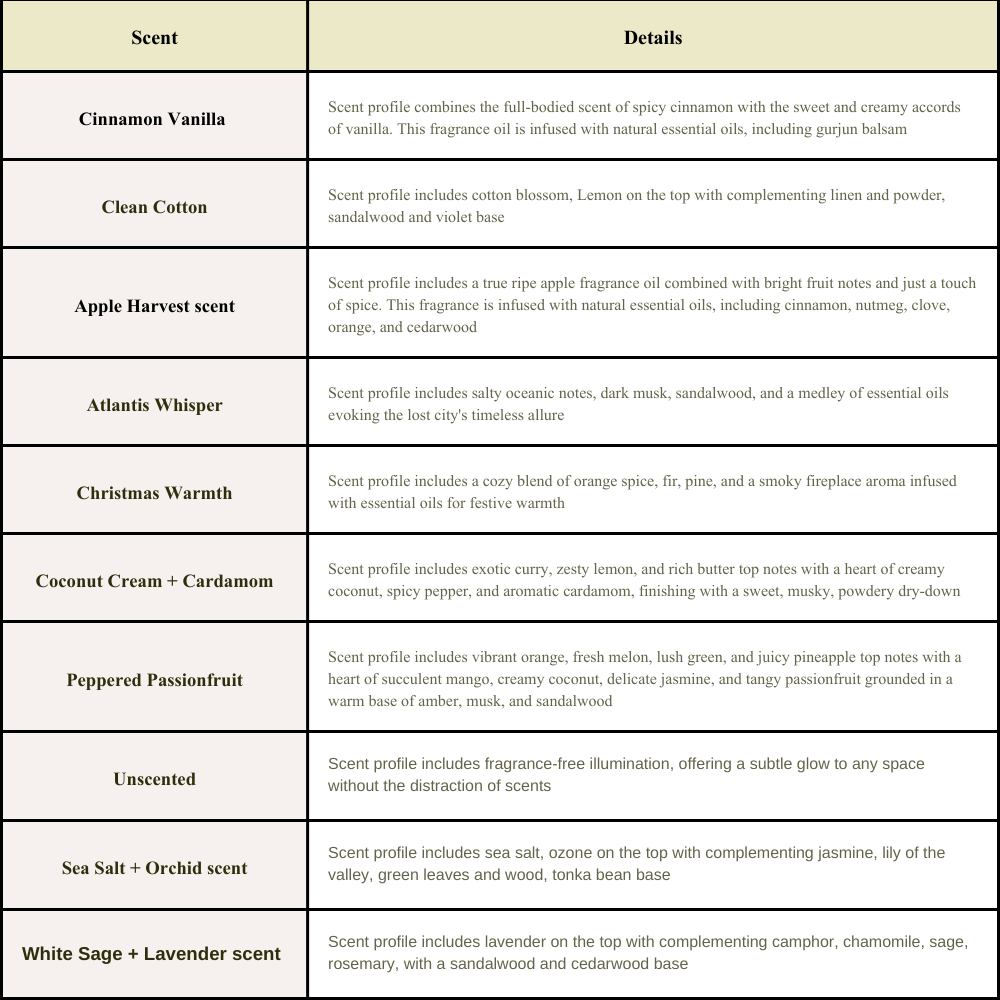 Scent
Details
Cinnamon Vanilla
Scent profile combines the full-bodied scent of spicy cinnamon with the sweet and creamy accords
of vanilla. This fragrance oil is infused with natural essential oils, including gurjun balsam
Clean Cotton
Scent profile includes cotton blossom, Lemon on the top with complementing linen and powder,
sandalwood and violet base
Apple Harvest scent
Scent profile includes a true ripe apple fragrance oil combined with bright fruit notes and just a touch
of spice. This fragrance is infused with natural essential oils, including cinnamon, nutmeg, clove,
orange, and cedarwood
Atlantis Whisper
Scent profile includes salty oceanic notes, dark musk, sandalwood, and a medley of essential oils
evoking the lost city's timeless allure
Christmas Warmth
Scent profile includes a cozy blend of orange spice, fir, pine, and a smoky fireplace aroma infused
with essential oils for festive warmth
Coconut Cream + Cardamom
Scent profile includes exotic curry, zesty lemon, and rich butter top notes with a heart of creamy
coconut, spicy pepper, and aromatic cardamom, finishing with a sweet, musky, powdery dry-down
Peppered Passionfruit
Scent profile includes vibrant orange, fresh melon, lush green, and juicy pineapple top notes with a
heart of succulent mango, creamy coconut, delicate jasmine, and tangy passionfruit grounded in a
warm base of amber, musk, and sandalwood
Unscented
Scent profile includes fragrance-free illumination, offering a subtle glow to any space
without the distraction of scents
Sea Salt + Orchid scent
Scent profile includes sea salt, ozone on the top with complementing jasmine, lily of the
valley, green leaves and wood, tonka bean base
White Sage + Lavender scent
Scent profile includes lavender on the top with complementing camphor, chamomile, sage,
rosemary, with a sandalwood and cedarwood base